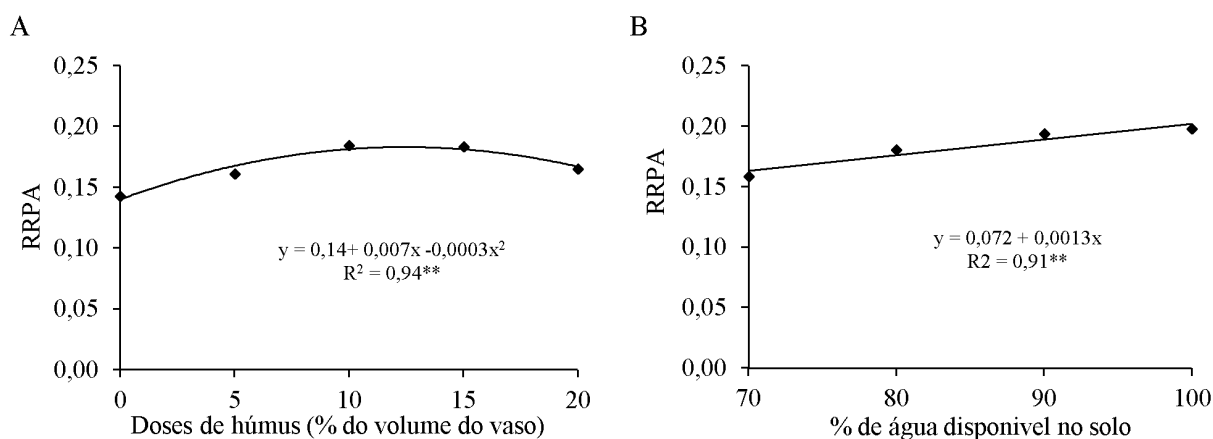 A
0,25
0,20
0,15
0,10
0,05
0,00
RRPA
y = 0,14+ 0,007x -0,0003x²
R² = 0,94**
0 5 10 15 20
Doses de húmus (% do volume do vaso)
B
0,25
0,20
0,15
0,10
0,05
0,00
RRPA
y = 0,072 + 0,0013x
R2 = 0,91**
70 80 90 100
% de água disponivel no solo